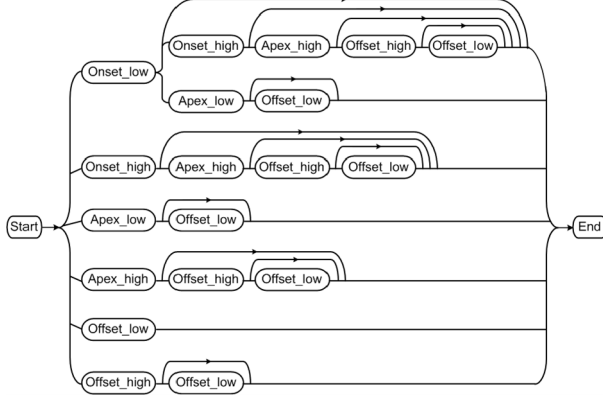 Onset_high Apex_high Offset_high Offset_low
Onset_low
Apex_low Offset_low
Onset_high Apex_high Offset_high Offset_low
Start Apex_low Offset_low End
Apex_high Offset_high Offset_low
Offset_low
Offset_high Offset_low